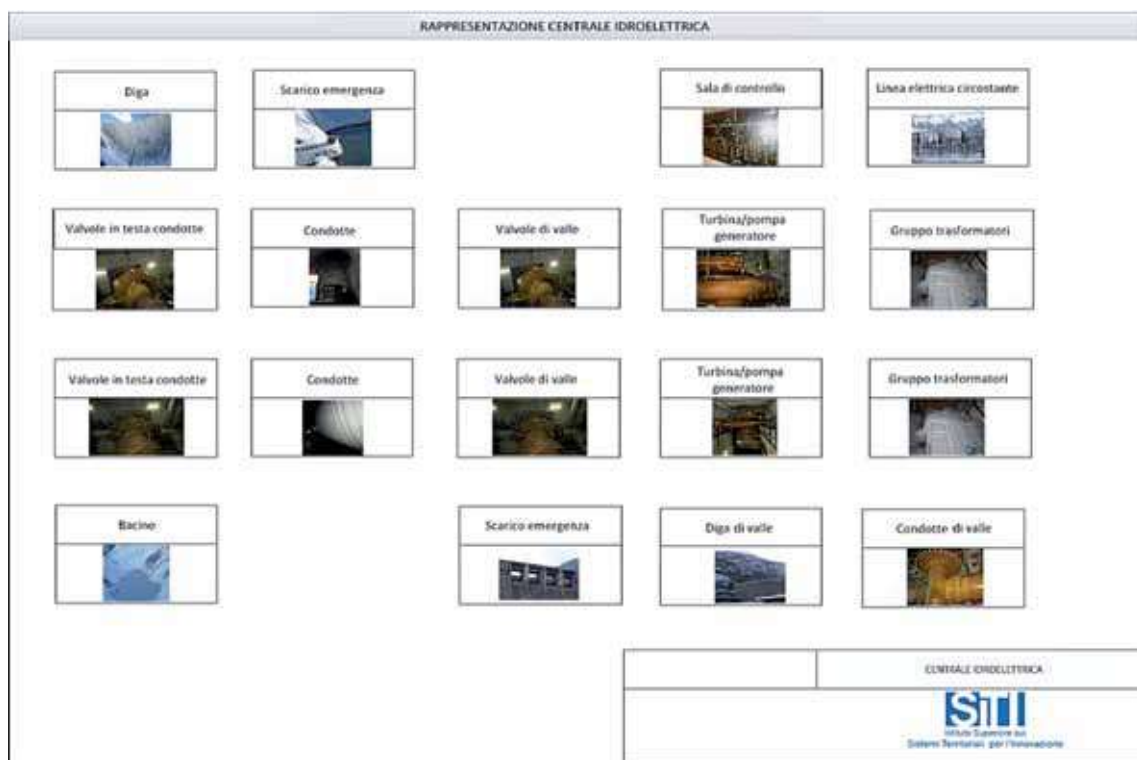 RAPPRESENTAZIONE CENTRALE IDROELETTRICA
Diga
Scarico emergenza
Sala di controllo
Linea elettrica circostante
Valvole in testa condotte
Condotte
Valvole di valle
Turbina/pompa
generatore
Gruppo trasformatori
Valvole in testa condotte
Condotte
Valvole di valle
Turbina/pompa
generatore
Gruppo trasformatori
Bacino
Scarico emergenza
Diga di valle
Condotte di valle
CENTRALE IDROELETTRICA
SiTI
Istituto Superiore sui
Sistemi Territoriali per l'Innovazione